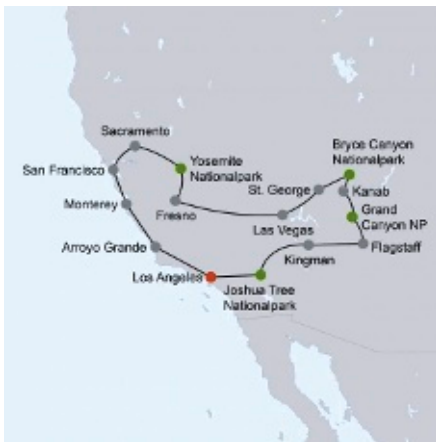 Sacramento
Bryce Canyon
Nationalpark
San Francisco
Yosemite
Nationalpark
St. George
Kanab
Monterey
Fresno
Grand
Canyon NP
Las Vegas
Arroyo Grande
Flagstaff
Kingman
Los Angeles
Joshua Tree
Nationalpark